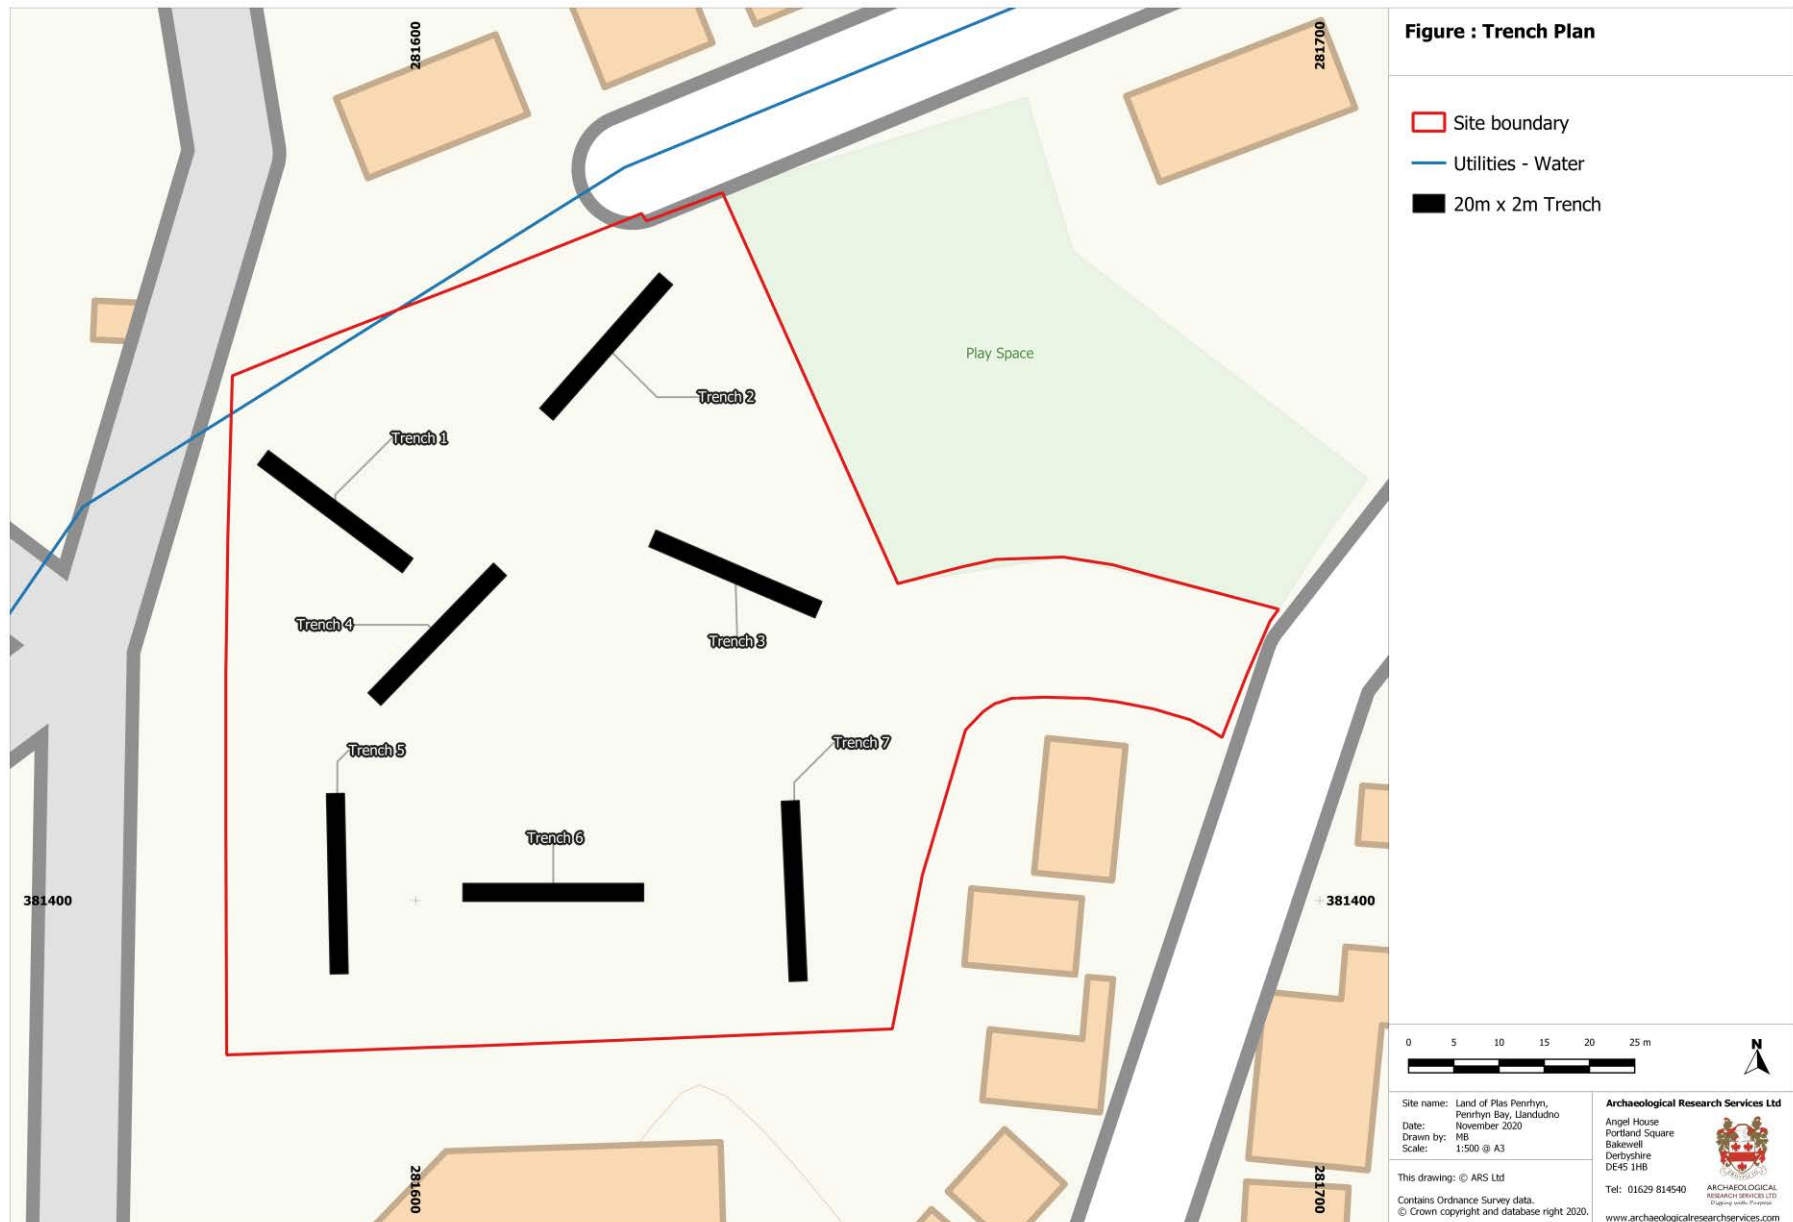 Figure : Trench Plan
Site boundary
Utilities - Water
20m x 2m Trench
281600
281700
Play Space
Trench 2
Trench 1
Trench 4
Trench 3
Trench 5
Trench 7
Trench 6
381400
381400
281600
281700
0 5 10 15 20 25 m
N
Site name: Land of Plas Penrhyn,
Penrhyn Bay, Llandudno
Date: November 2020
Drawn by: MB
Scale: 1:500 @ A3
This drawing: © ARS Ltd
Contains Ordnance Survey data.
© Crown copyright and database right 2020.
Archaeological Research Services Ltd
Angel House
Portland Square
Bakewell
Derbyshire
DE45 1HB
Tel: 01629 814540
ARCHAEOLOGICAL
RESEARCH SERVICES LTD
Digging with Purpose
www.archaeologicalresearchservices.com